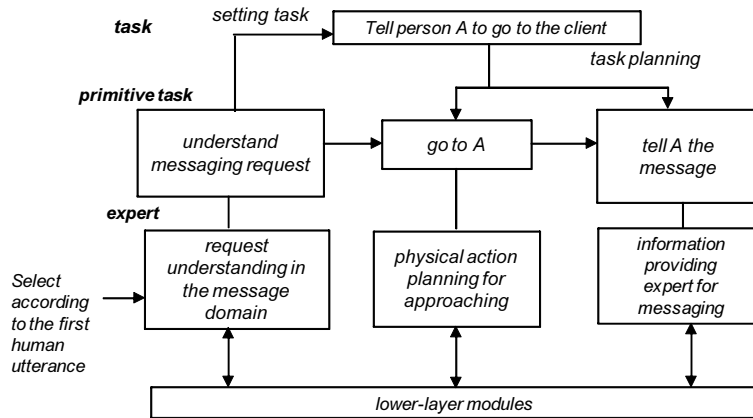 task
setting task
Tell person A to go to the client
task planning
primitive task
understand
messaging request
go to A
tell A the
message
expert
request
understanding in
the message
domain
physical action
planning for
approaching
information
providing
expert for
messaging
Select
according
to the first
human
utterance
lower-layer modules